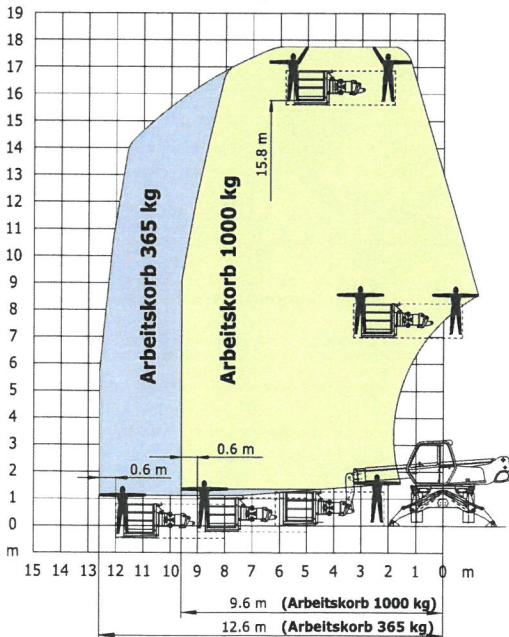 19
18
17
16
15
14
13
12
11
10
9
8
7
6
5
4
3
2
1
0
m
15.8 m
Arbeitskorb 365 kg
Arbeitskorb 1000 kg
0.6 m
0.6 m
15 14 13 12 11 10 9 8 7 6 5 4 3 2 1 0 m
9.6 m (Arbeitskorb 1000 kg)
12.6 m (Arbeitskorb 365 kg)